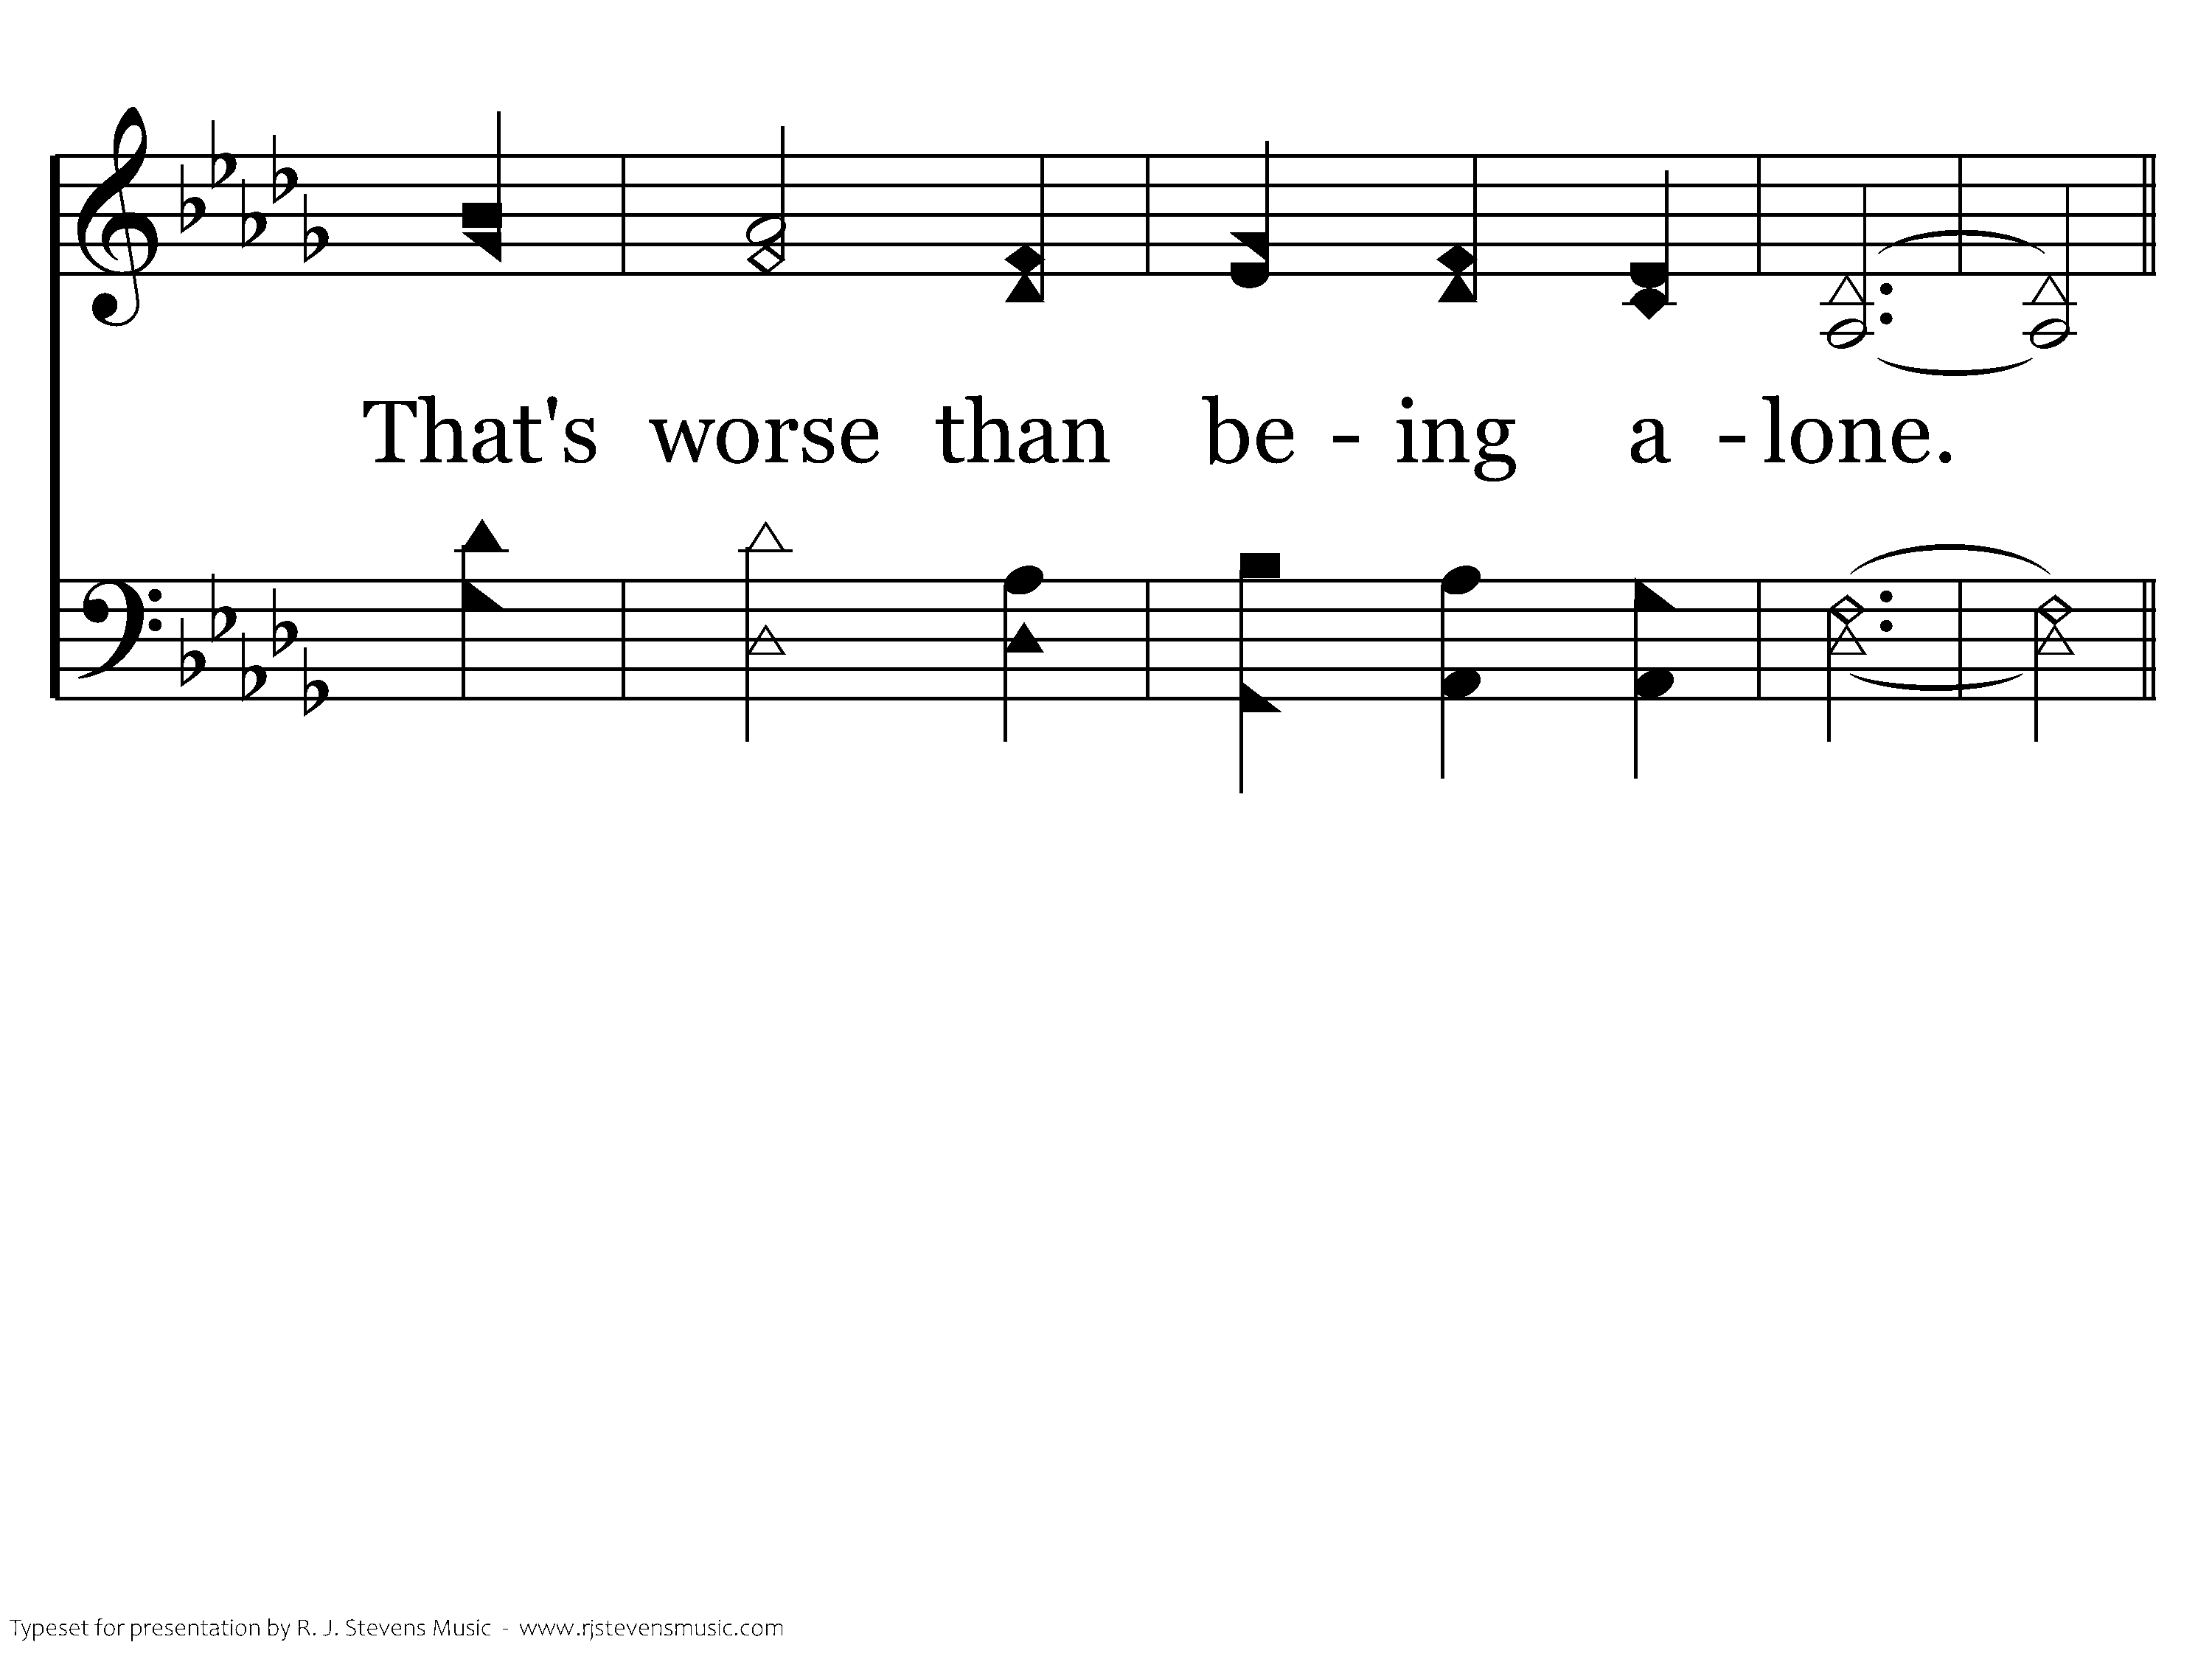 That's worse than be - ing a - lone.
Typeset for presentation by R. J. Stevens Music - www.rjstevensmusic.com